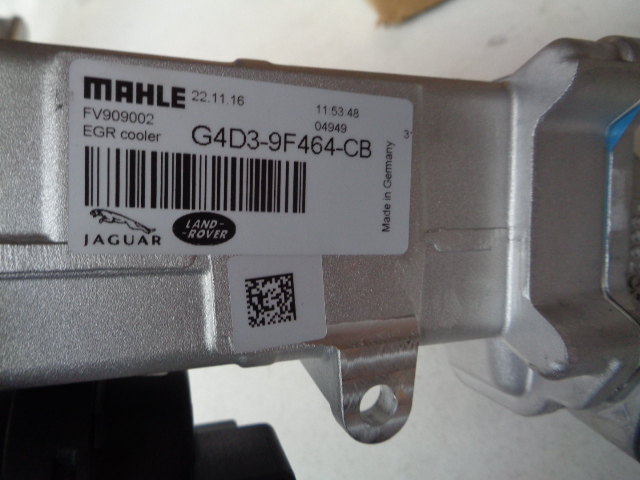 MAHLE 22.11.16 11.53.48
FV909002 04949
EGR cooler G4D3-9F464-CB
Made in Germany
31
JAGUAR
LAND-
-ROVER